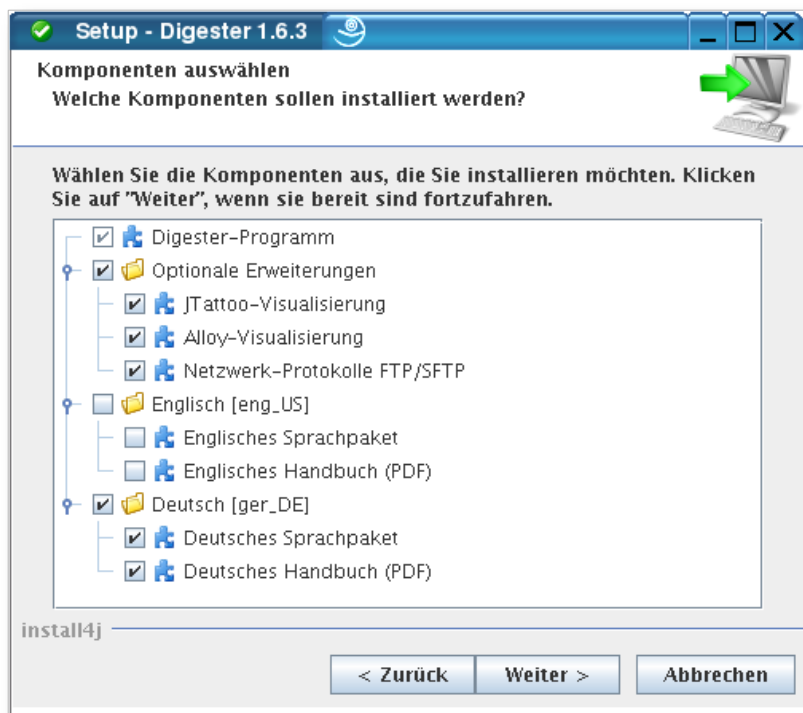 Setup - Digester 1.6.3
Komponenten auswählen
Welche Komponenten sollen installiert werden?
Wählen Sie die Komponenten aus, die Sie installieren möchten. Klicken
Sie auf "Weiter", wenn sie bereit sind fortzufahren.
Digester-Programm
Optionale Erweiterungen
JTattoo-Visualisierung
Alloy-Visualisierung
Netzwerk-Protokolle FTP/SFTP
Englisch [eng_US]
Englisches Sprachpaket
Englisches Handbuch (PDF)
Deutsch [ger_DE]
Deutsches Sprachpaket
Deutsches Handbuch (PDF)
install4j
< Zurück Weiter > Abbrechen